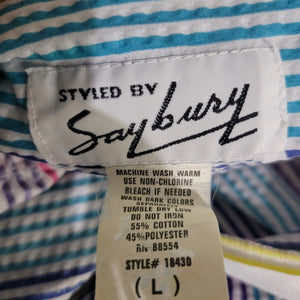 STYLED BY
Saybury
MACHINE WASH WARM
USE NON-CHLORINE
BLEACH IF NEEDED
WASH DARK COLORS
SEPARATELY
TUMBLE DRY LOW
DO NOT IRON
55% COTTON
45% POLYESTER
RN 88554
STYLE# 18430
(L)